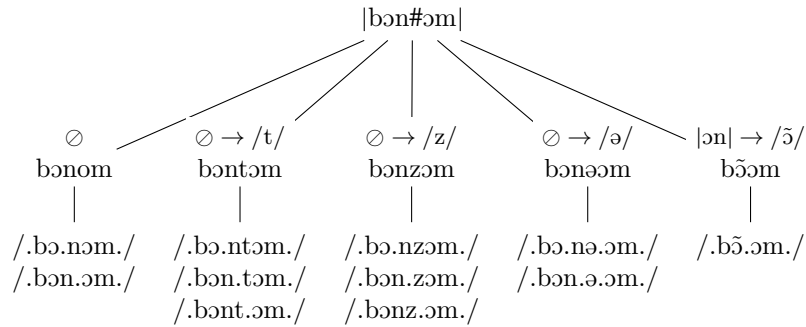 |bɔn#ɔm|
⊘ ⊘ → /t/ ⊘ → /z/ ⊘ → /ə/ |ɔn| → /ɔ̃/
bɔnom bɔntɔm bɔnzɔm bɔnəɔm bɔ̃ɔm
/.bɔ.nɔm./ /.bɔ.ntɔm./ /.bɔ.nzɔm./ /.bɔ.nə.ɔm./ /.bɔ̃.ɔm./
/.bɔn.ɔm./ /.bɔn.tɔm./ /.bɔn.zɔm./ /.bɔn.ə.ɔm./
/.bɔnt.ɔm./ /.bɔnz.ɔm./